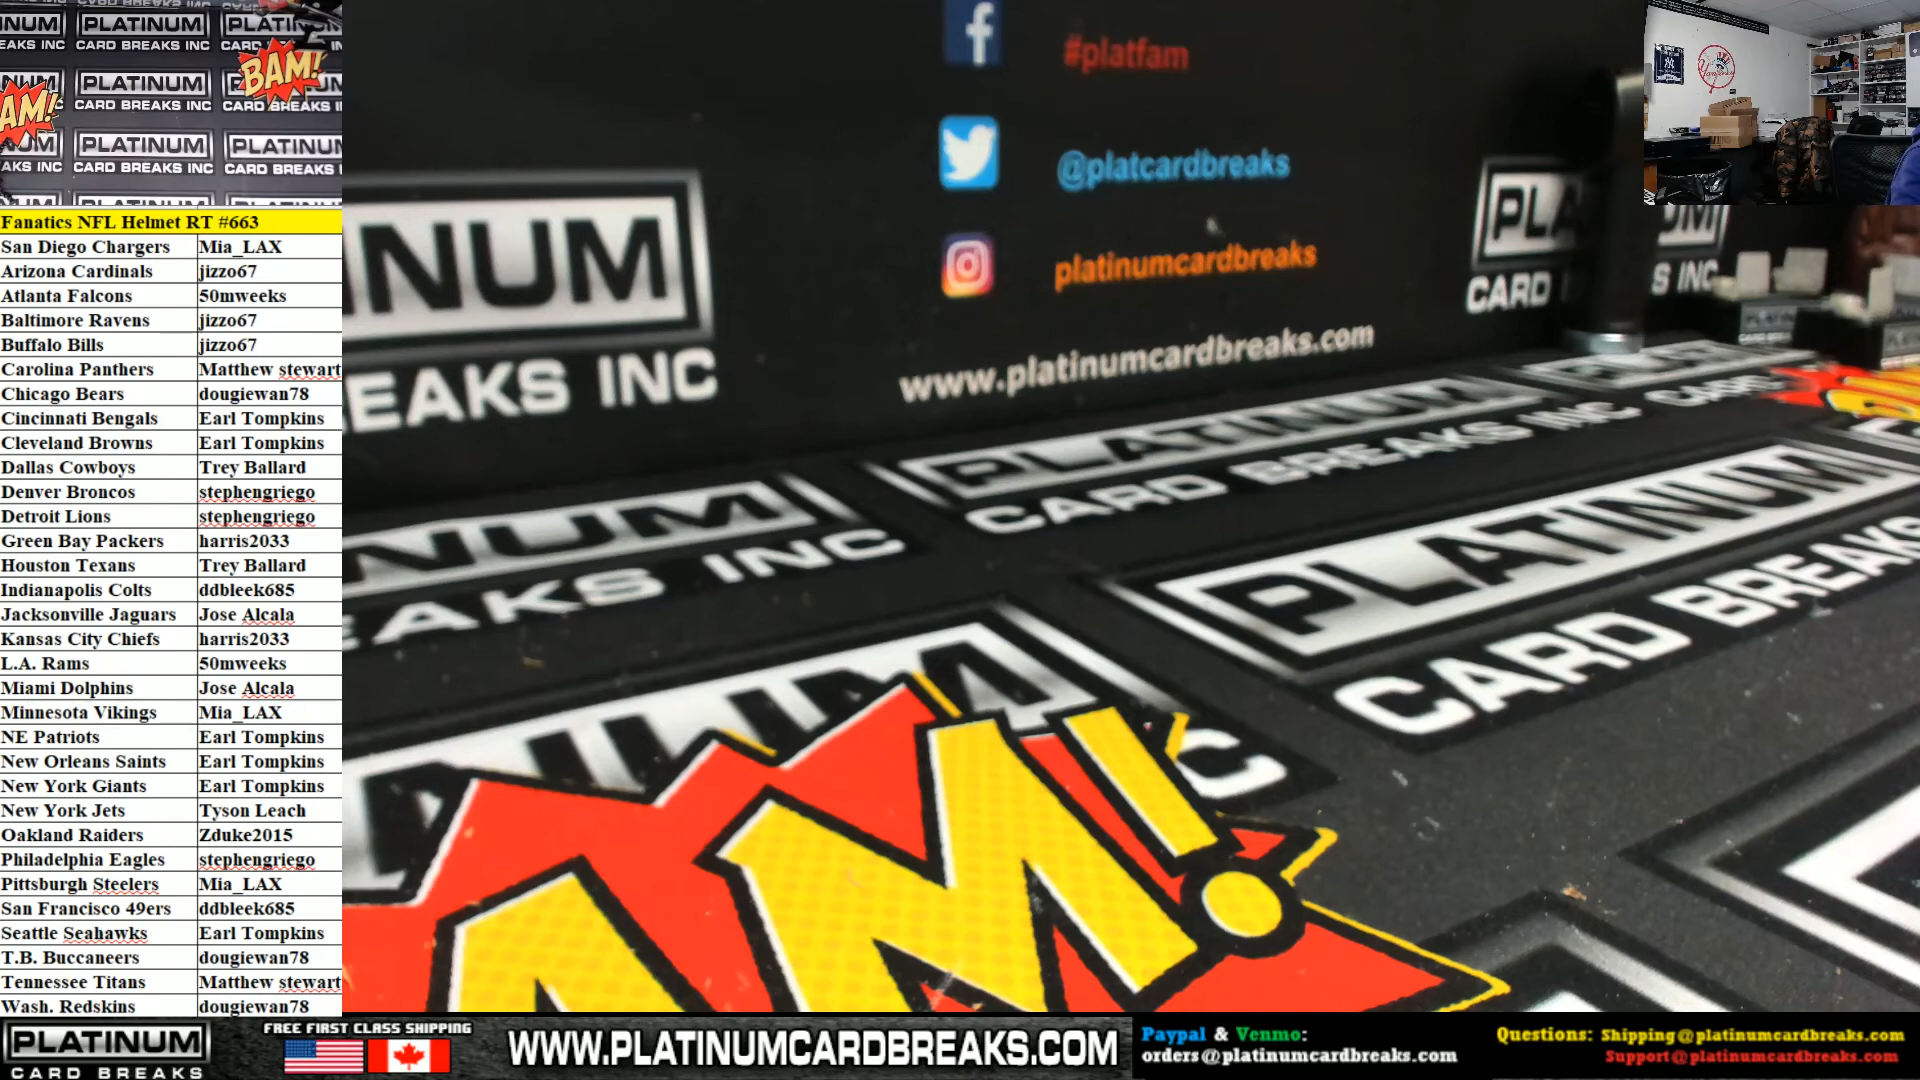 PLATINUM
CARD BREAKS INC
BAM!
Fanatics NFL Helmet RT #663
San Diego Chargers Mia_LAX
Arizona Cardinals jizzo67
Atlanta Falcons 50mweeks
Baltimore Ravens jizzo67
Buffalo Bills jizzo67
Carolina Panthers Matthew stewart
Chicago Bears dougiewan78
Cincinnati Bengals Earl Tompkins
Cleveland Browns Earl Tompkins
Dallas Cowboys Trey Ballard
Denver Broncos stephengriego
Detroit Lions stephengriego
Green Bay Packers harris2033
Houston Texans Trey Ballard
Indianapolis Colts ddbleek685
Jacksonville Jaguars Jose Alcala
Kansas City Chiefs harris2033
L.A. Rams 50mweeks
Miami Dolphins Jose Alcala
Minnesota Vikings Mia_LAX
NE Patriots Earl Tompkins
New Orleans Saints Earl Tompkins
New York Giants Earl Tompkins
New York Jets Tyson Leach
Oakland Raiders Zduke2015
Philadelphia Eagles stephengriego
Pittsburgh Steelers Mia_LAX
San Francisco 49ers ddbleek685
Seattle Seahawks Earl Tompkins
T.B. Buccaneers dougiewan78
Tennessee Titans Matthew stewart
Wash. Redskins dougiewan78
#platfam
@platcardbreaks
platinumcardbreaks
www.platinumcardbreaks.com
NUM
EAKS INC
PLATINUM
CARD BREAKS INC
PLATINUM
CARD BREAKS
PLATINUM
CARD BREAKS
FREE FIRST CLASS SHIPPING
WWW.PLATINUMCARDBREAKS.COM
Paypal & Venmo:
orders@platinumcardbreaks.com
Questions: Shipping@platinumcardbreaks.com
Support@platinumcardbreaks.com